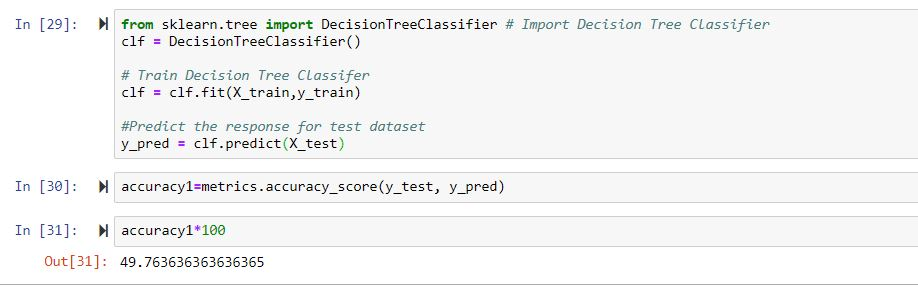 In [29]: from sklearn.tree import DecisionTreeClassifier # Import Decision Tree Classifier
clf = DecisionTreeClassifier()
# Train Decision Tree Classifer
clf = clf.fit(X_train,y_train)
#Predict the response for test dataset
y_pred = clf.predict(X_test)
In [30]: accuracy1=metrics.accuracy_score(y_test, y_pred)
In [31]: accuracy1*100
Out[31]: 49.763636363636365